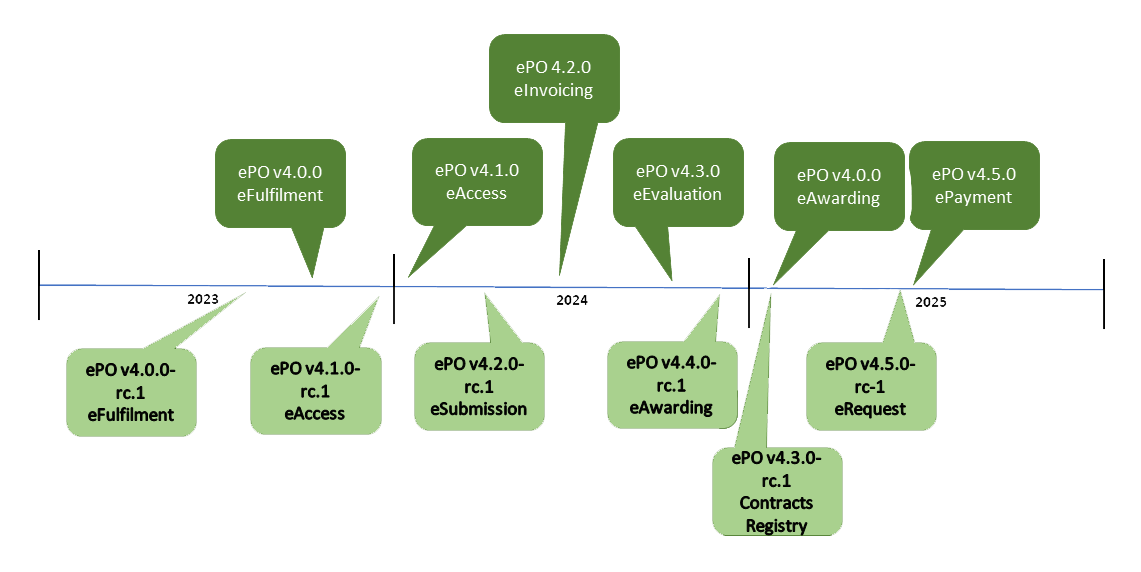 ePO 4.2.0
eInvoicing
ePO v4.0.0
eFulfilment
ePO v4.1.0
eAccess
ePO v4.3.0
eEvaluation
ePO v4.0.0
eAwarding
ePO v4.5.0
ePayment
2023
2024
2025
ePO v4.0.0-
rc.1
eFulfilment
ePO v4.1.0-
rc.1
eAccess
ePO v4.2.0-
rc.1
eSubmission
ePO v4.4.0-
rc.1
eAwarding
ePO v4.5.0-
rc-1
eRequest
ePO v4.3.0-
rc.1
Contracts
Registry